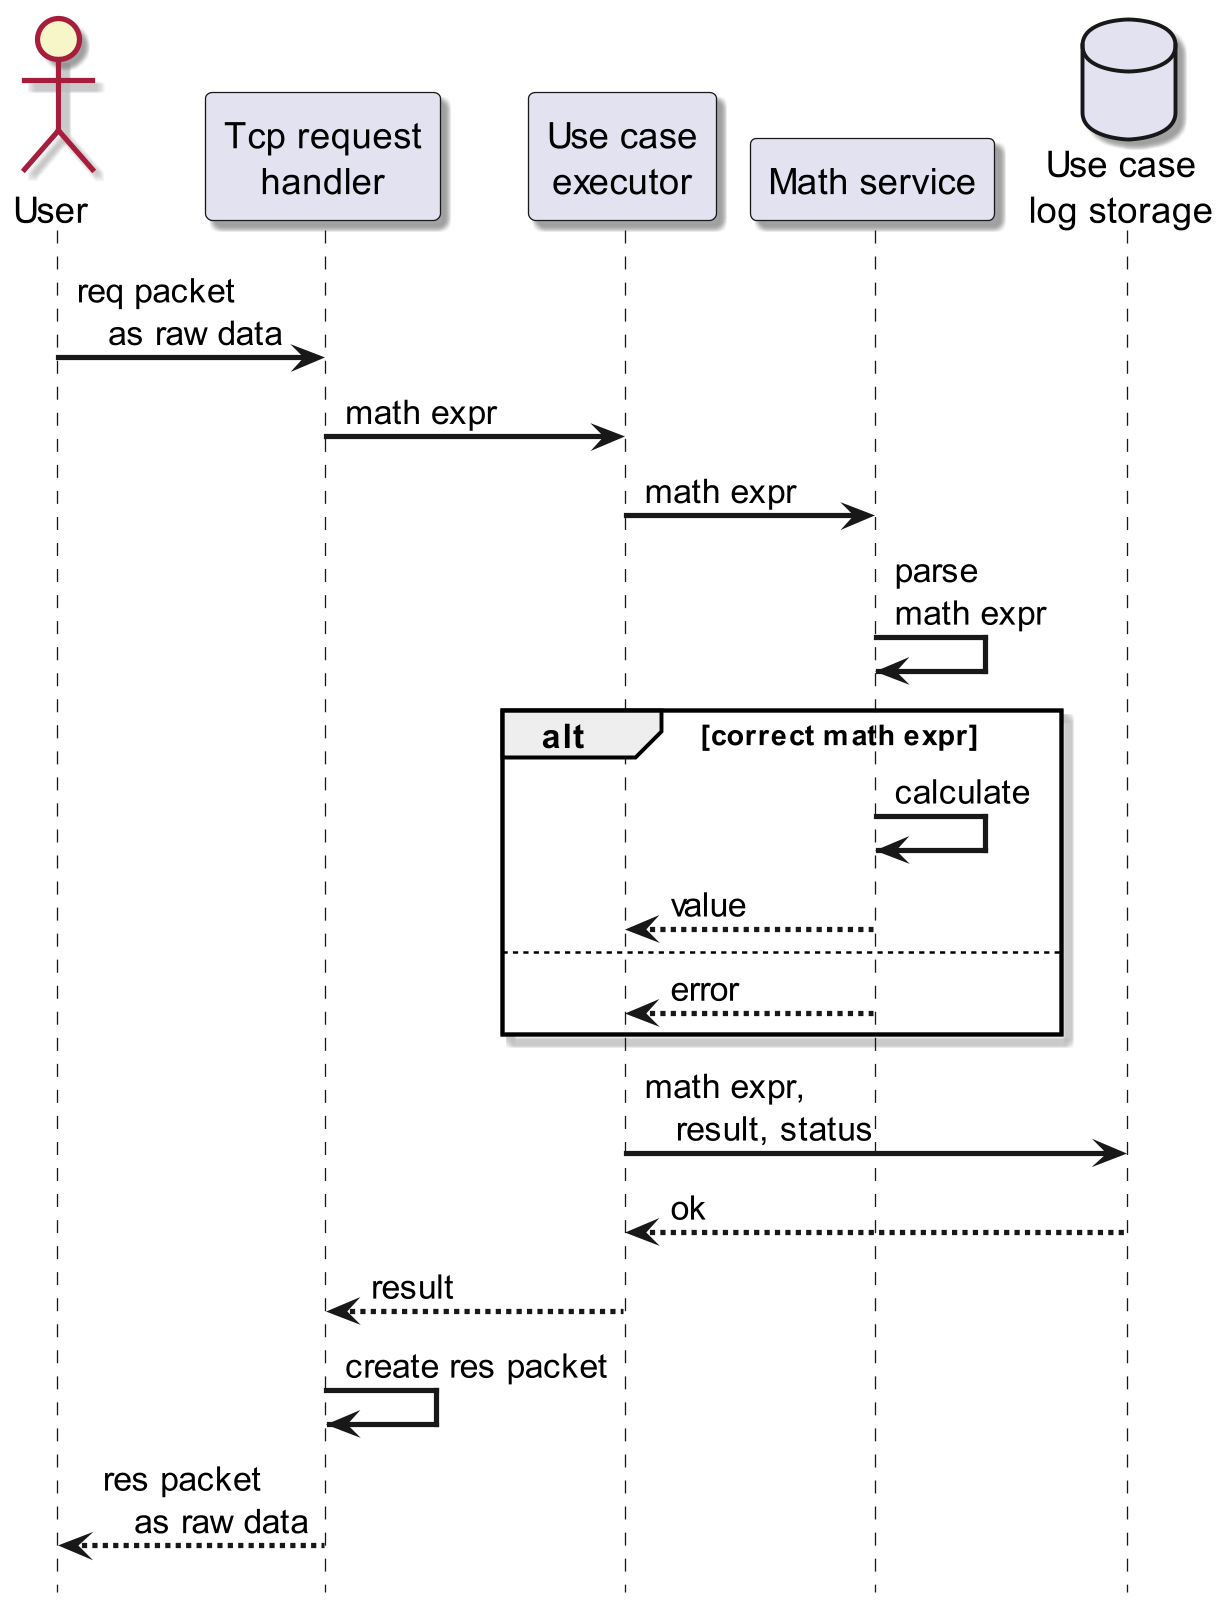 User
Tcp request
handler
Use case
executor
Math service
Use case
log storage
req packet
as raw data
math expr
math expr
parse
math expr
alt
[correct math expr]
calculate
value
error
math expr,
result, status
ok
result
create res packet
res packet
as raw data